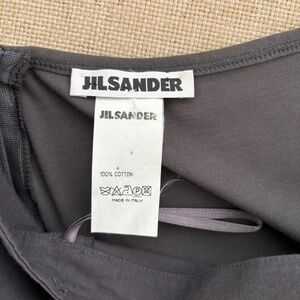 JILSANDER
JILSANDER
100% COTTON
MADE IN ITALY